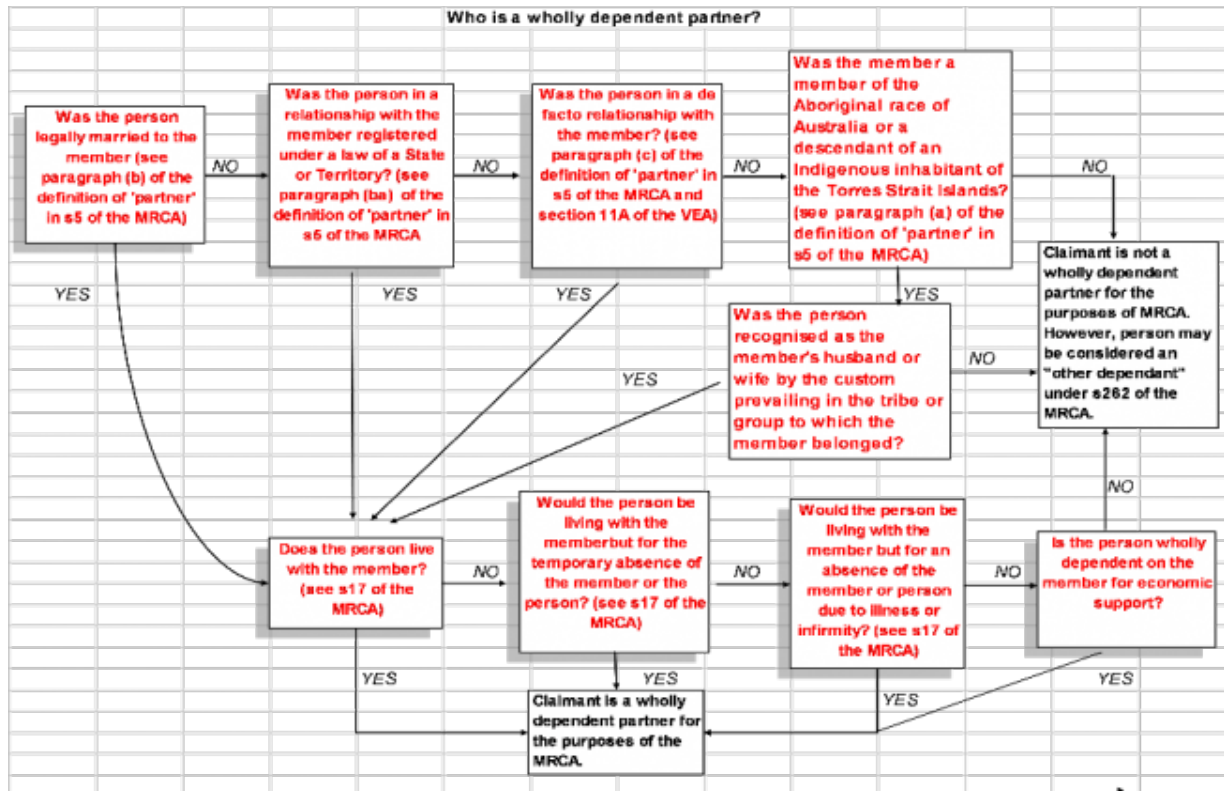 Who is a wholly dependent partner?
Was the person
legally married to the
member (see
paragraph (b) of the
definition of 'partner'
in s5 of the MRCA)
NO
Was the person in a
relationship with the
member registered
under a law of a State
or Territory? (see
paragraph (ba) of the
definition of 'partner' in
s5 of the MRCA
NO
Was the person in a de
facto relationship with
the member? (see
paragraph (c) of the
definition of 'partner' in
s5 of the MRCA and
section 11A of the VEA)
NO
Was the member a
member of the
Aboriginal race of
Australia or a
descendant of an
Indigenous inhabitant
of the Torres Strait Islands?
(see paragraph (a) of the
definition of 'partner' in
s5 of the MRCA)
NO
YES
YES
YES
YES
Was the person
recognised as the
member's husband or
wife by the custom
prevailing in the tribe or
group to which the
member belonged?
YES
NO
Claimant is not a
wholly dependent
partner for the
purposes of MRCA.
However, person may
be considered an
"other dependant"
under s262 of the
MRCA.
NO
Does the person live
with the member?
(see s17 of the
MRCA)
NO
Would the person be
living with the
memberbut for the
temporary absence of
the member or the
person? (see s17 of the
MRCA)
NO
Would the person be
living with the
member but for an
absence of the
member or person
due to illness or
infirmity? (see s17 of
the MRCA)
NO
Is the person wholly
dependent on the
member for economic
support?
YES
YES
YES
YES
Claimant is a wholly
dependent partner for
the purposes of the
MRCA.